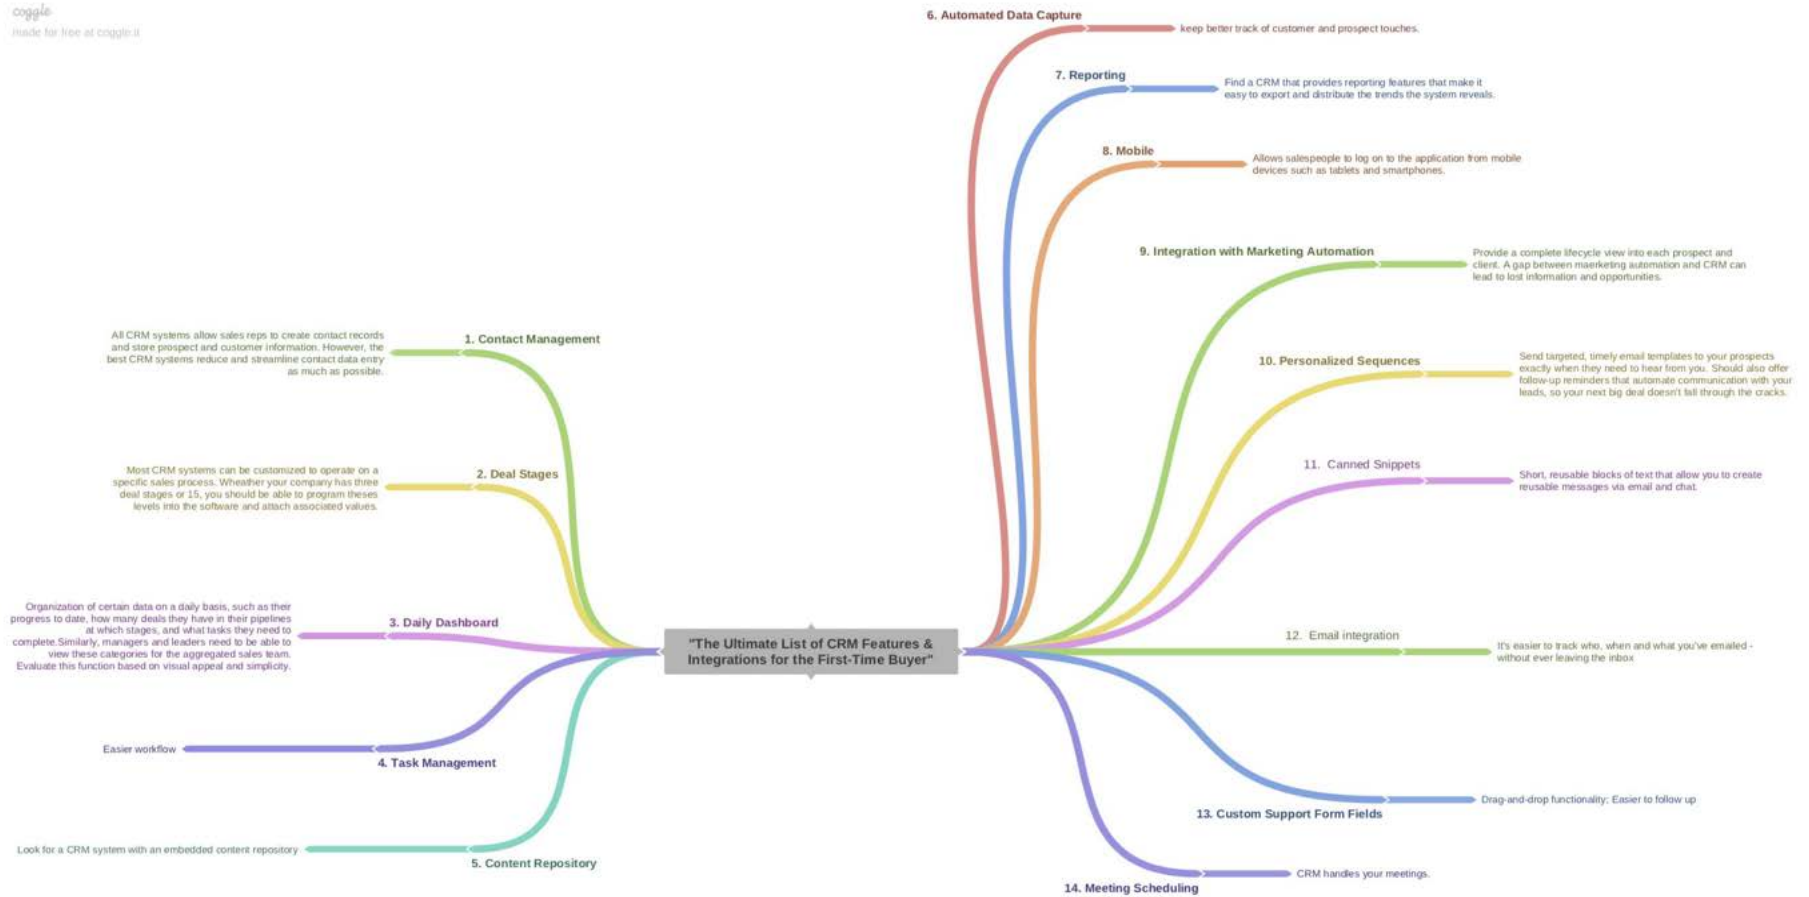 coggle
made for free at coggle.it
"The Ultimate List of CRM Features &
Integrations for the First-Time Buyer"
1. Contact Management
All CRM systems allow sales reps to create contact records
and store prospect and customer information. However, the
best CRM systems reduce and streamline contact data entry
as much as possible.
2. Deal Stages
Most CRM systems can be customized to operate on a
specific sales process. Wheather your company has three
deal stages or 15, you should be able to program theses
levels into the software and attach associated values.
3. Daily Dashboard
Organization of certain data on a daily basis, such as their
progress to date, how many deals they have in their pipelines
at which stages, and what tasks they need to
complete.Similarly, managers and leaders need to be able to
view these categories for the aggregated sales team.
Evaluate this function based on visual appeal and simplicity.
4. Task Management
Easier workflow
5. Content Repository
Look for a CRM system with an embedded content repository
6. Automated Data Capture
keep better track of customer and prospect touches.
7. Reporting
Find a CRM that provides reporting features that make it
easy to export and distribute the trends the system reveals.
8. Mobile
Allows salespeople to log on to the application from mobile
devices such as tablets and smartphones.
9. Integration with Marketing Automation
Provide a complete lifecycle view into each prospect and
client. A gap between maerketing automation and CRM can
lead to lost information and opportunities.
10. Personalized Sequences
Send targeted, timely email templates to your prospects
exactly when they need to hear from you. Should also offer
follow-up reminders that automate communication with your
leads, so your next big deal doesn't fall through the cracks.
11. Canned Snippets
Short, reusable blocks of text that allow you to create
reusable messages via email and chat.
12. Email integration
It's easier to track who, when and what you've emailed -
without ever leaving the inbox
13. Custom Support Form Fields
Drag-and-drop functionality; Easier to follow up
14. Meeting Scheduling
CRM handles your meetings.